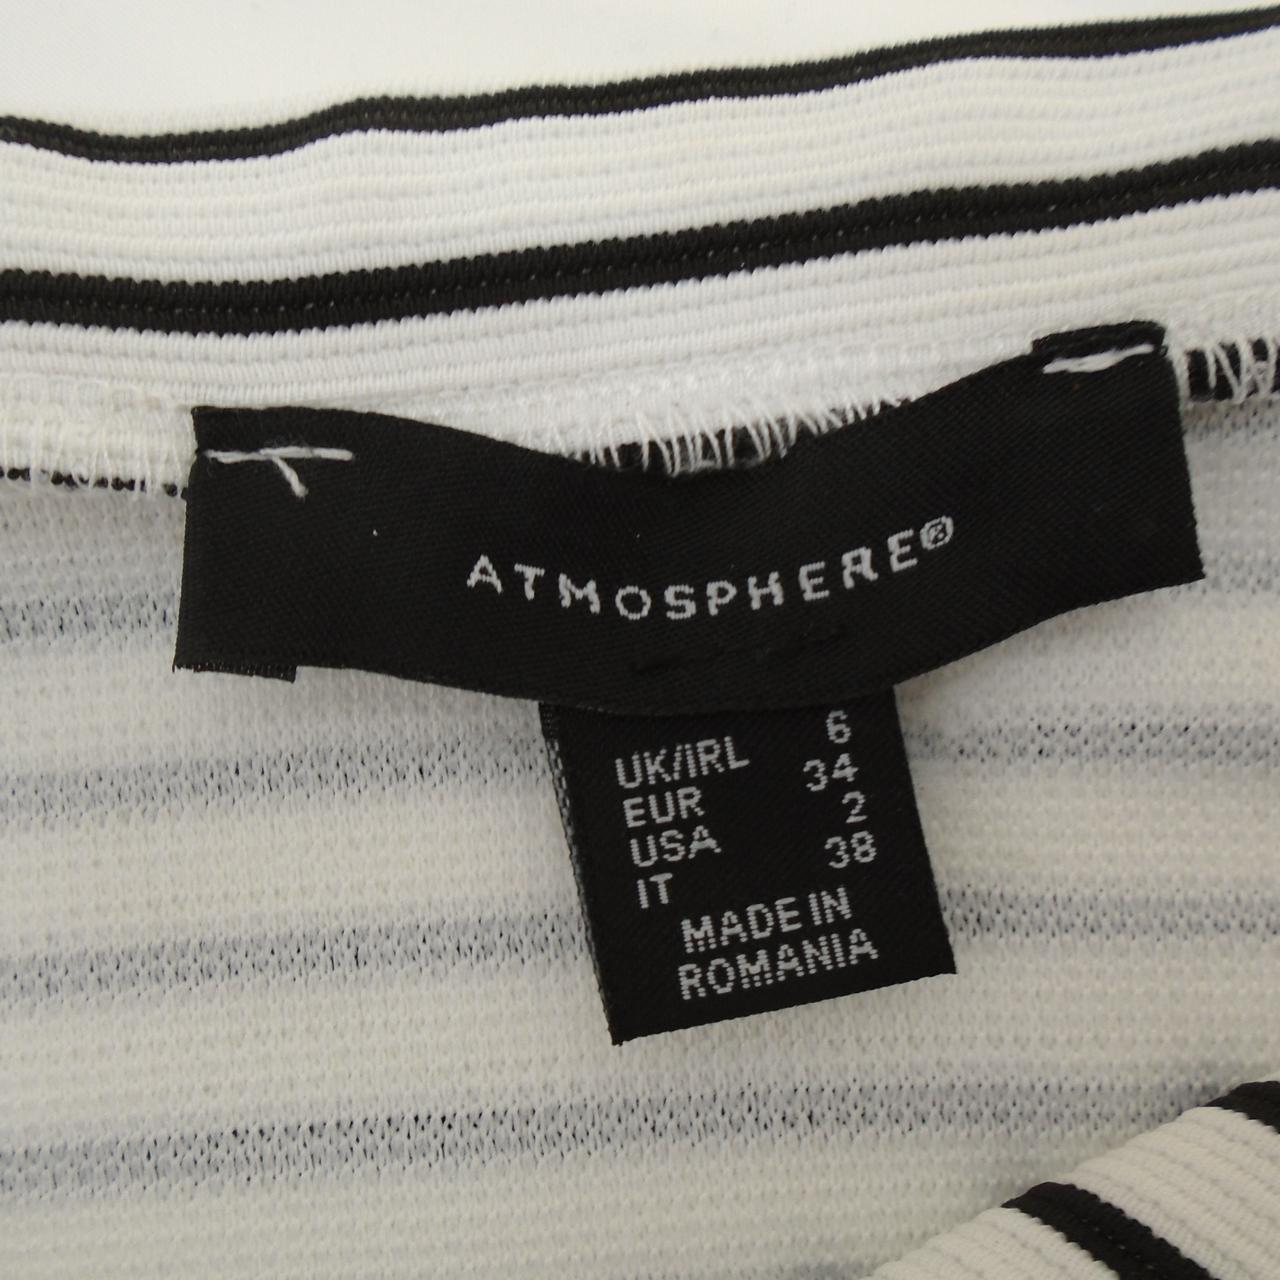 ATMOSPHERE®
UK/IRL 6
EUR 34
USA 2
IT 38
MADE IN
ROMANIA